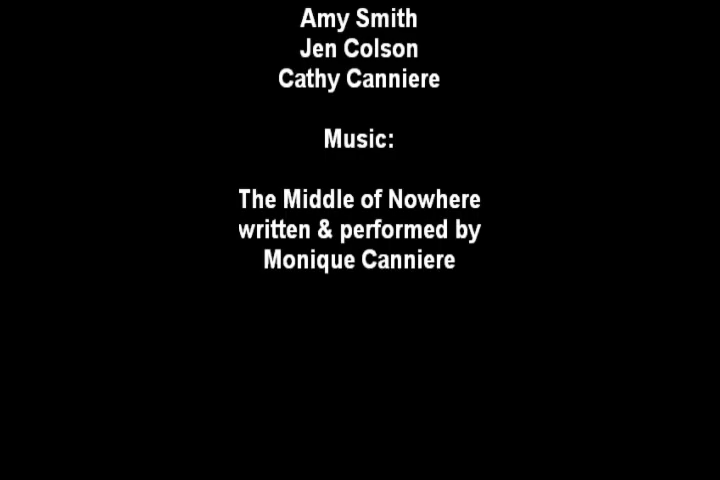 Amy Smith
Jen Colson
Cathy Canniere
Music:
The Middle of Nowhere
written & performed by
Monique Canniere